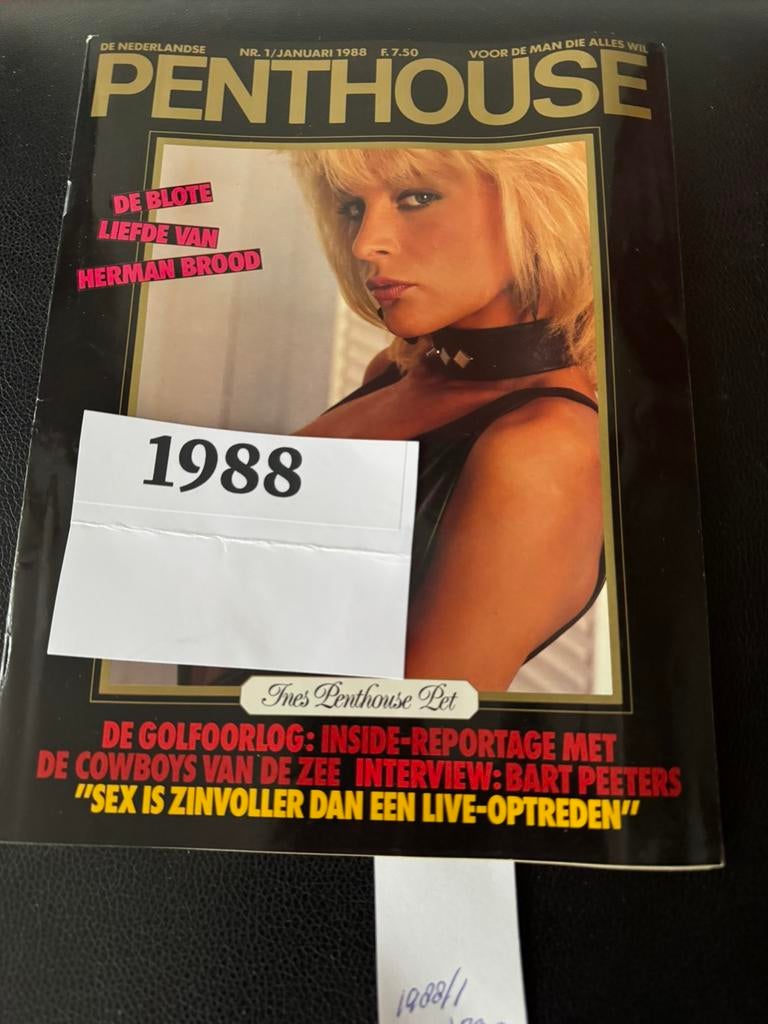 DE NEDERLANDSE NR. 1/JANUARI 1988 F. 7.50 VOOR DE MAN DIE ALLES WIL
PENTHOUSE
DE BLOTE
LIEFDE VAN
HERMAN BROOD
1988
Ines Penthouse Pet
DE GOLFOORLOG: INSIDE-REPORTAGE MET
DE COWBOYS VAN DE ZEE INTERVIEW: BART PEETERS
"SEX IS ZINVOLLER DAN EEN LIVE-OPTREDEN"
1988/1